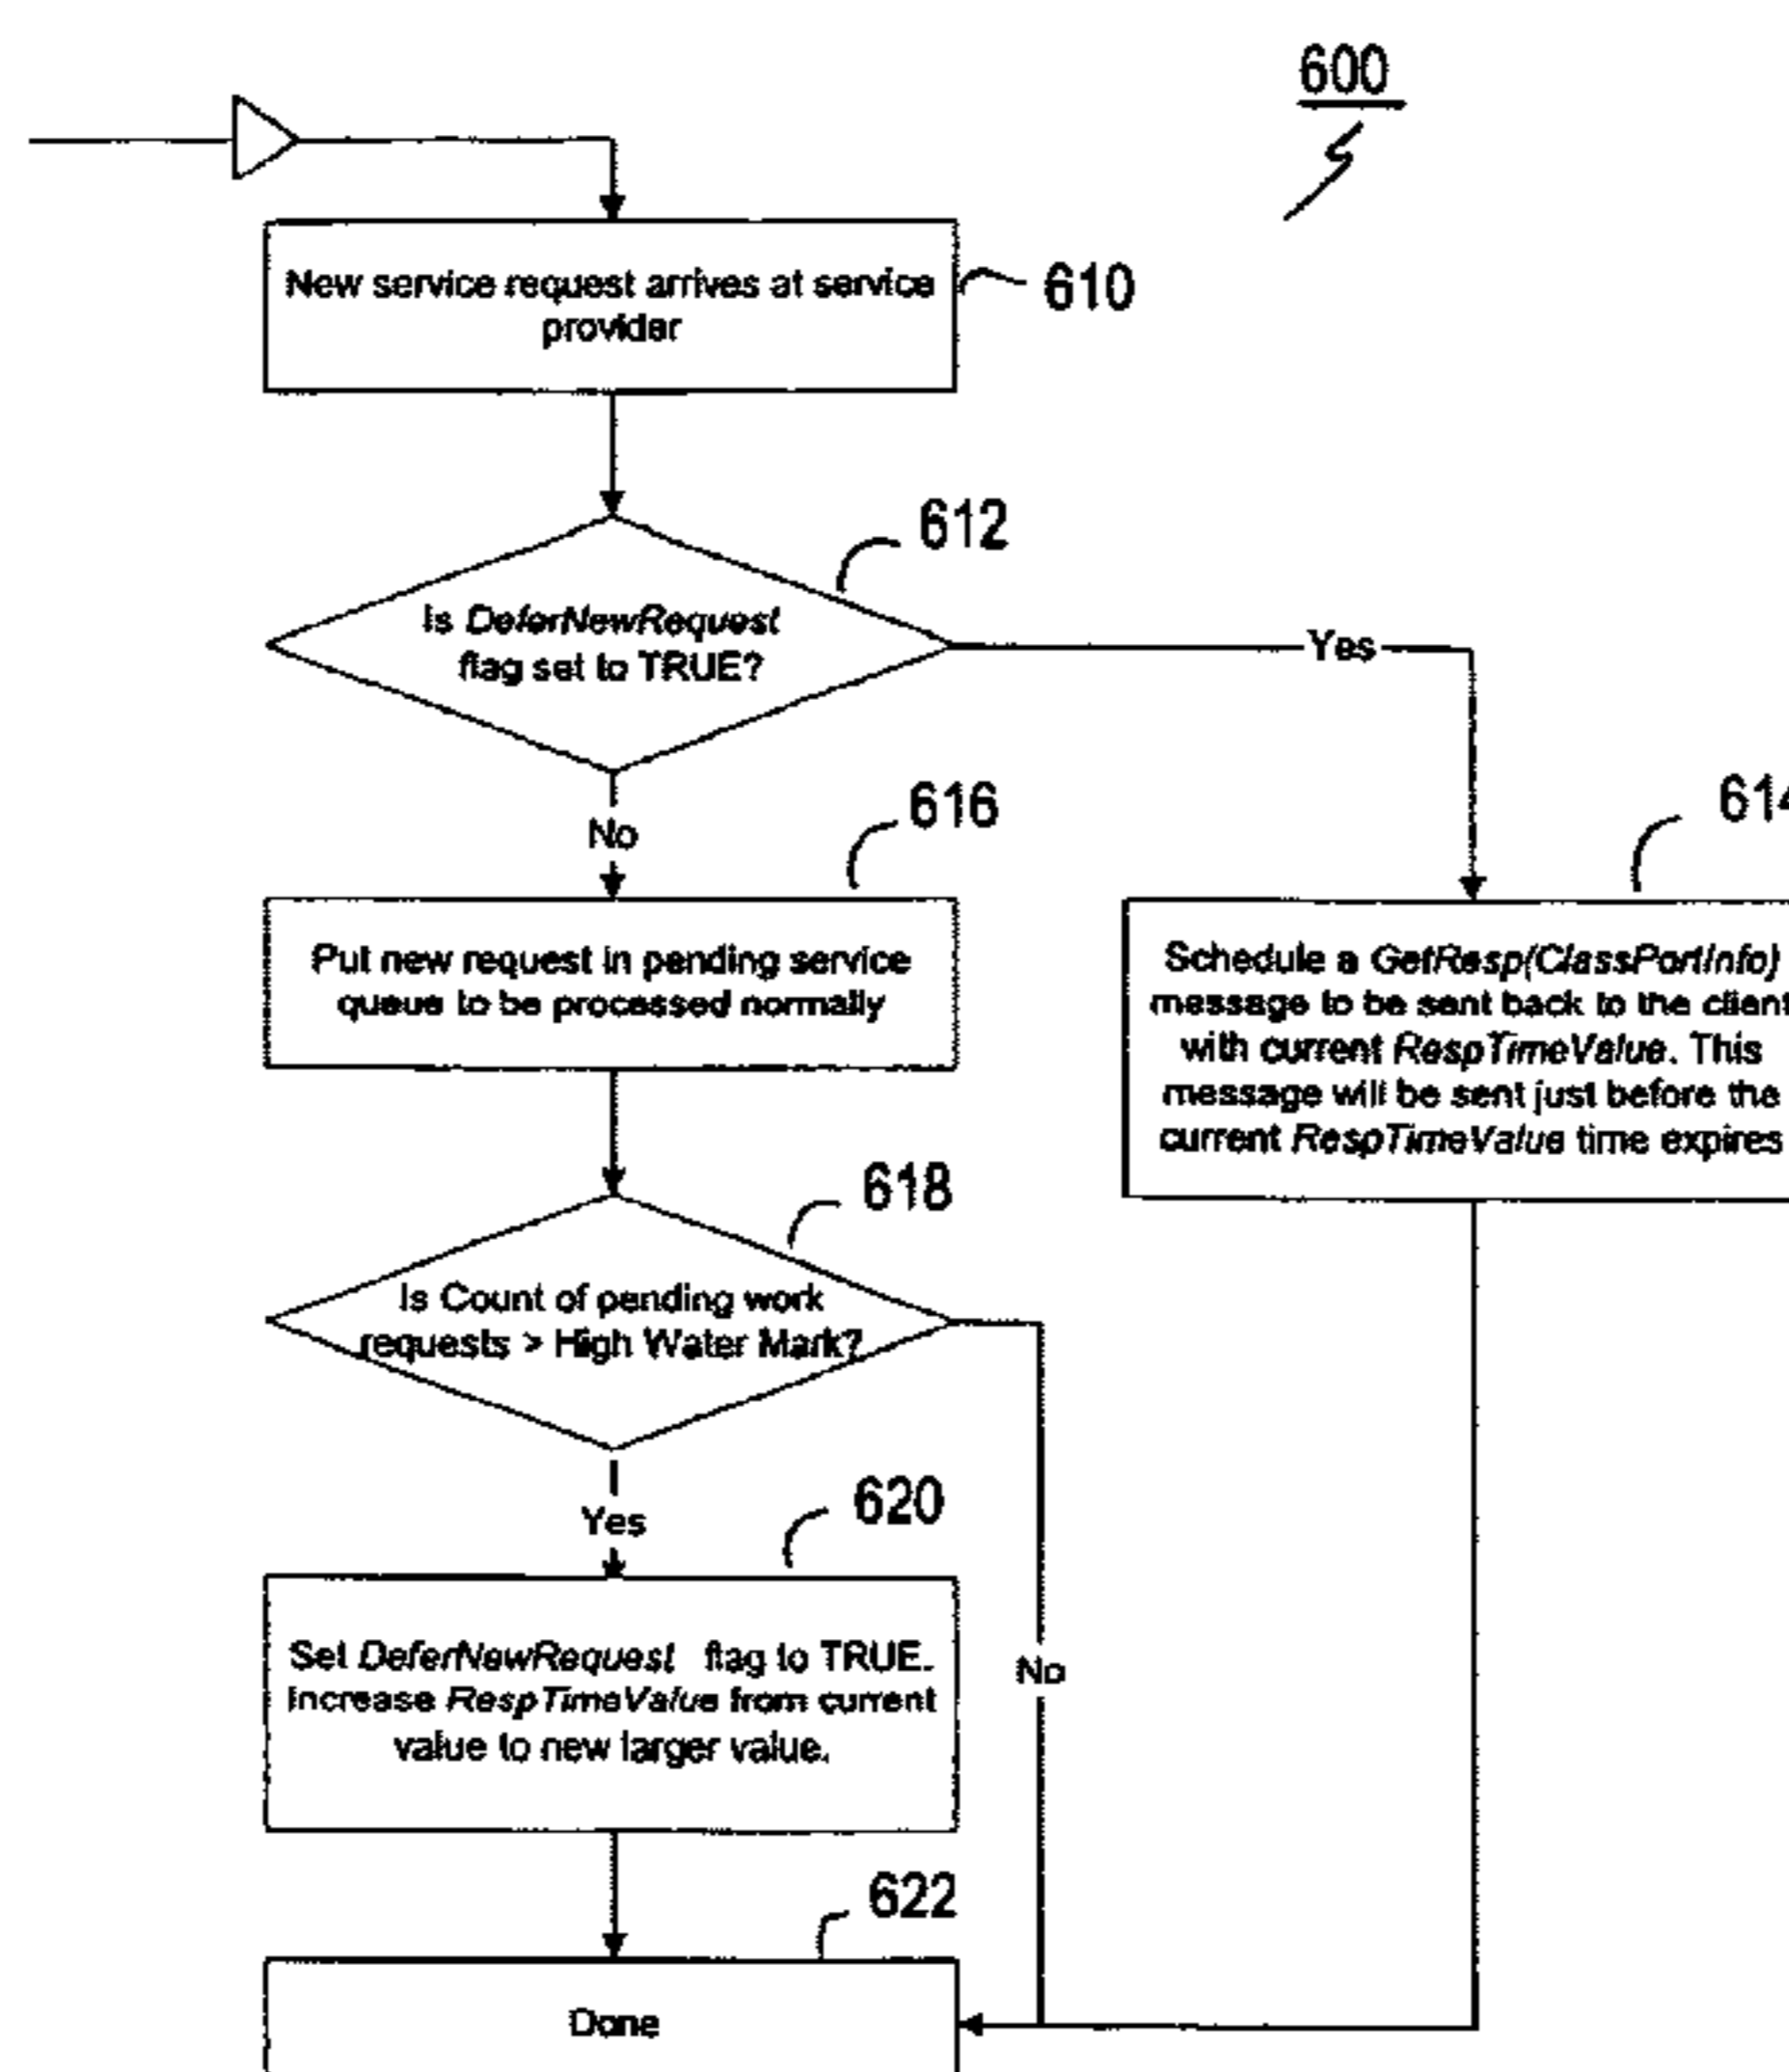 600
New service request arrives at service
provider
610
612
Is DeferNewRequest
flag set to TRUE?
Yes
No
616
614
Put new request in pending service
queue to be processed normally
Schedule a GetResp(ClassPortInfo)
message to be sent back to the client
with current RespTimeValue. This
message will be sent just before the
current RespTimeValue time expires
618
Is Count of pending work
requests > High Water Mark?
Yes
620
No
Set DeferNewRequest flag to TRUE.
Increase RespTimeValue from current
value to new larger value.
622
Done